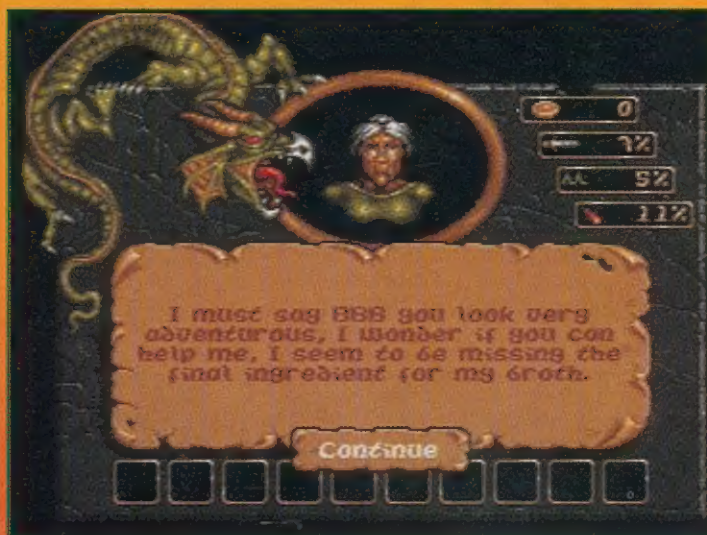 0
7%
5%
11%
I must say BBB you look very
adventurous, I wonder if you can
help me, I seem to be missing the
final ingredient for my broth.
Continue